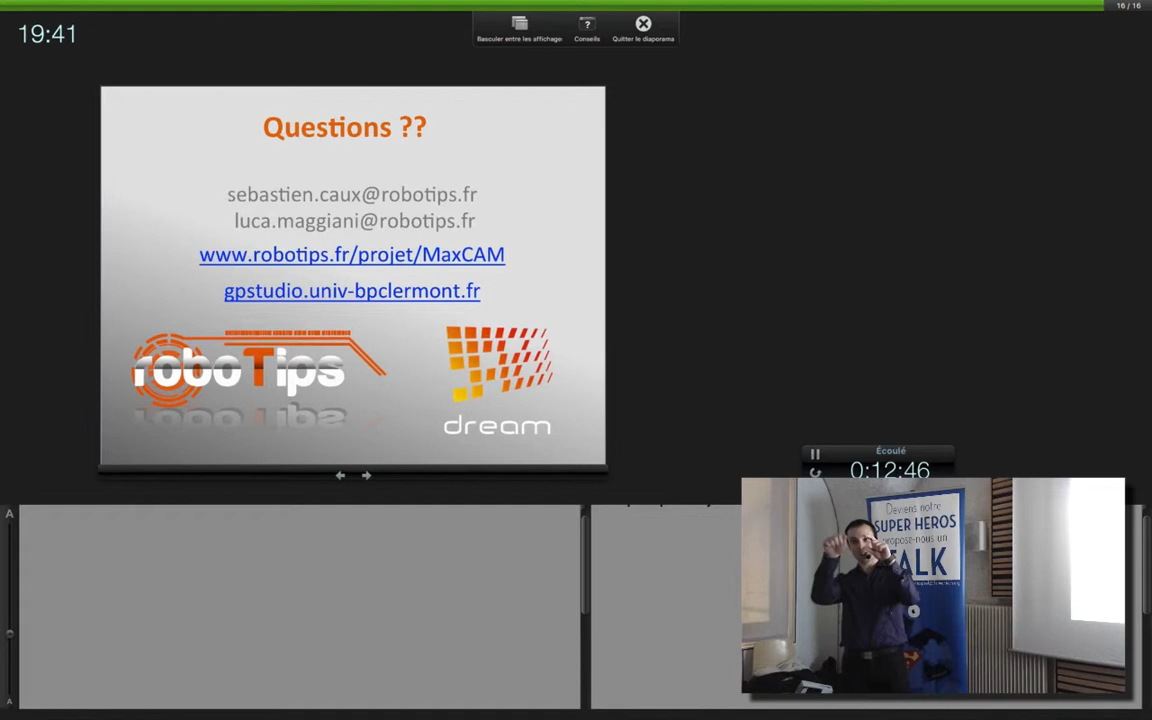 16 / 16
19:41
Basculer entre les affichage
Conseils
Quitter le diaporama
Questions ??
sebastien.caux@robotips.fr
luca.maggiani@robotips.fr
www.robotips.fr/projet/MaxCAM
gpstudio.univ-bpclermont.fr
roboTips
dream
Écoulé
0:12:46
A
A
Deviens notre
SUPER HEROS
propose-nous un
TALK